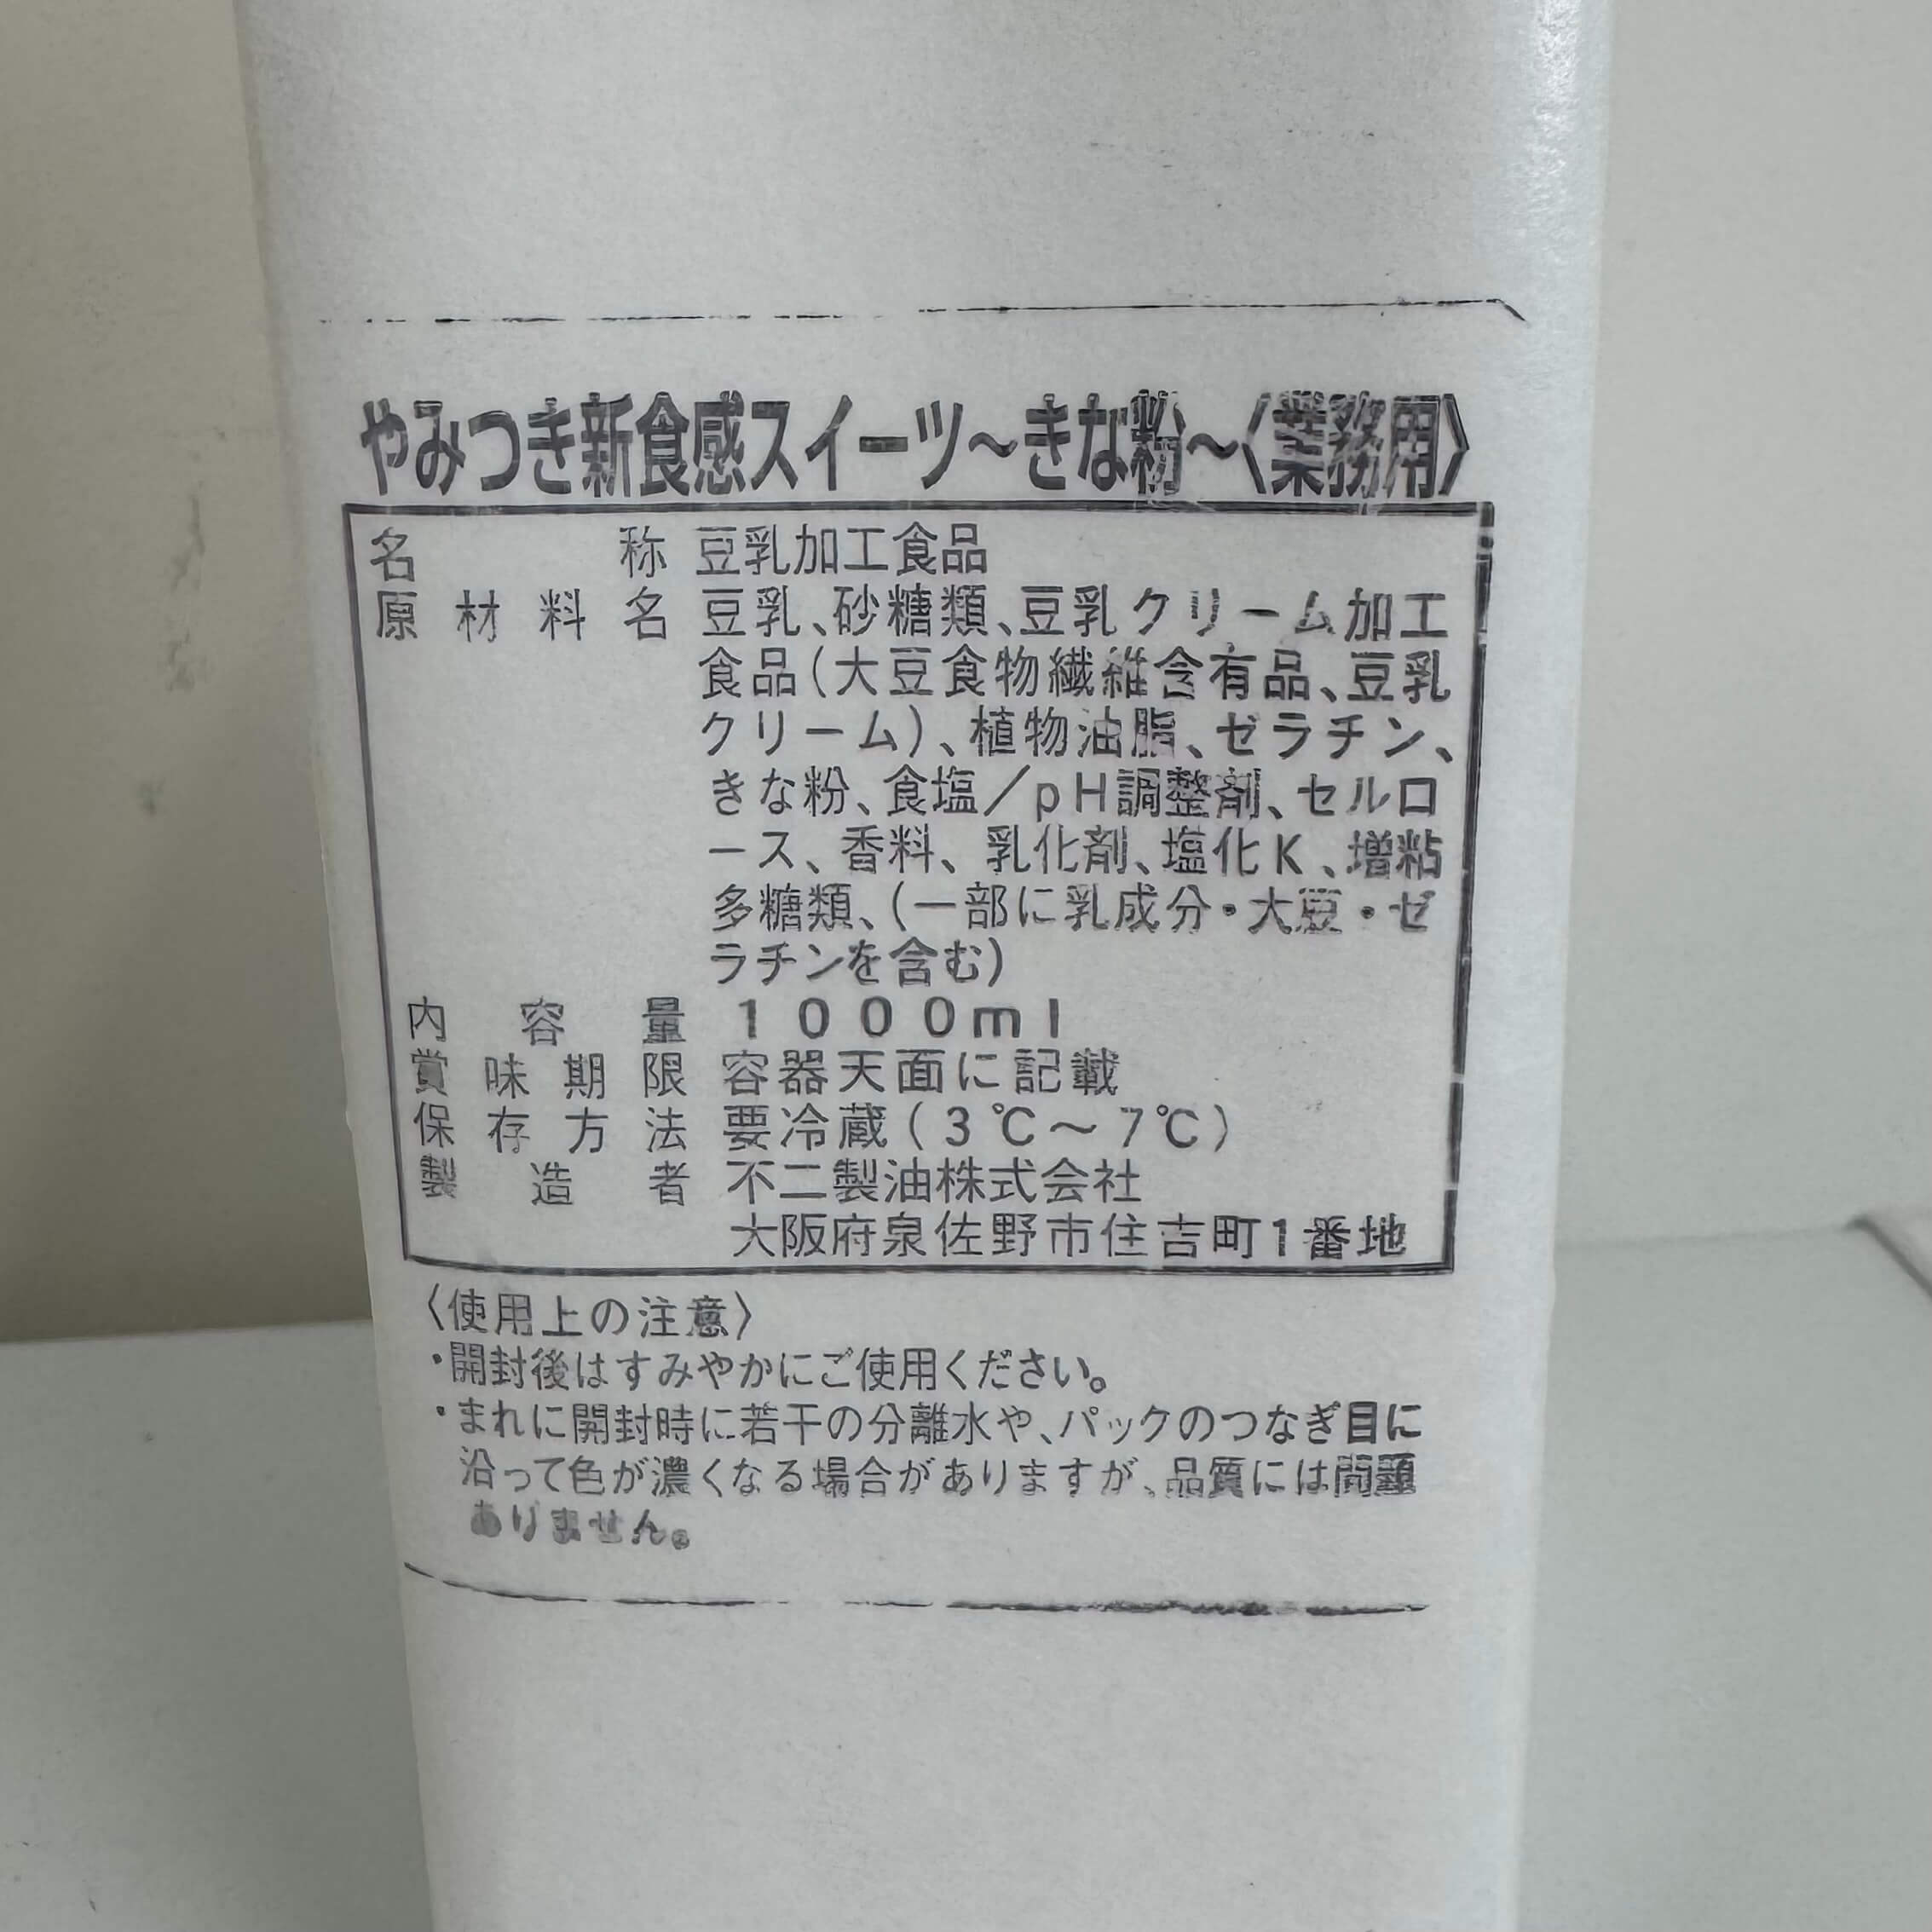 やみつき新食感スイーツ～きな粉～〈業務用〉
名称 豆乳加工食品
原材料名 豆乳、砂糖類、豆乳クリーム加工
食品(大豆食物繊維含有品、豆乳
クリーム)、植物油脂、ゼラチン、
きな粉、食塩/pH調整剤、セルロ
ース、香料、乳化剤、塩化K、増粘
多糖類、(一部に乳成分・大豆・ゼ
ラチンを含む)
内容量 1000ml
賞味期限 容器天面に記載
保存方法 要冷蔵(3℃～7℃)
製造者 不二製油株式会社
大阪府泉佐野市住吉町1番地
〈使用上の注意〉
・開封後はすみやかにご使用ください。
・まれに開封時に若干の分離水や、パックのつなぎ目に
沿って色が濃くなる場合がありますが、品質には問題
ありません。